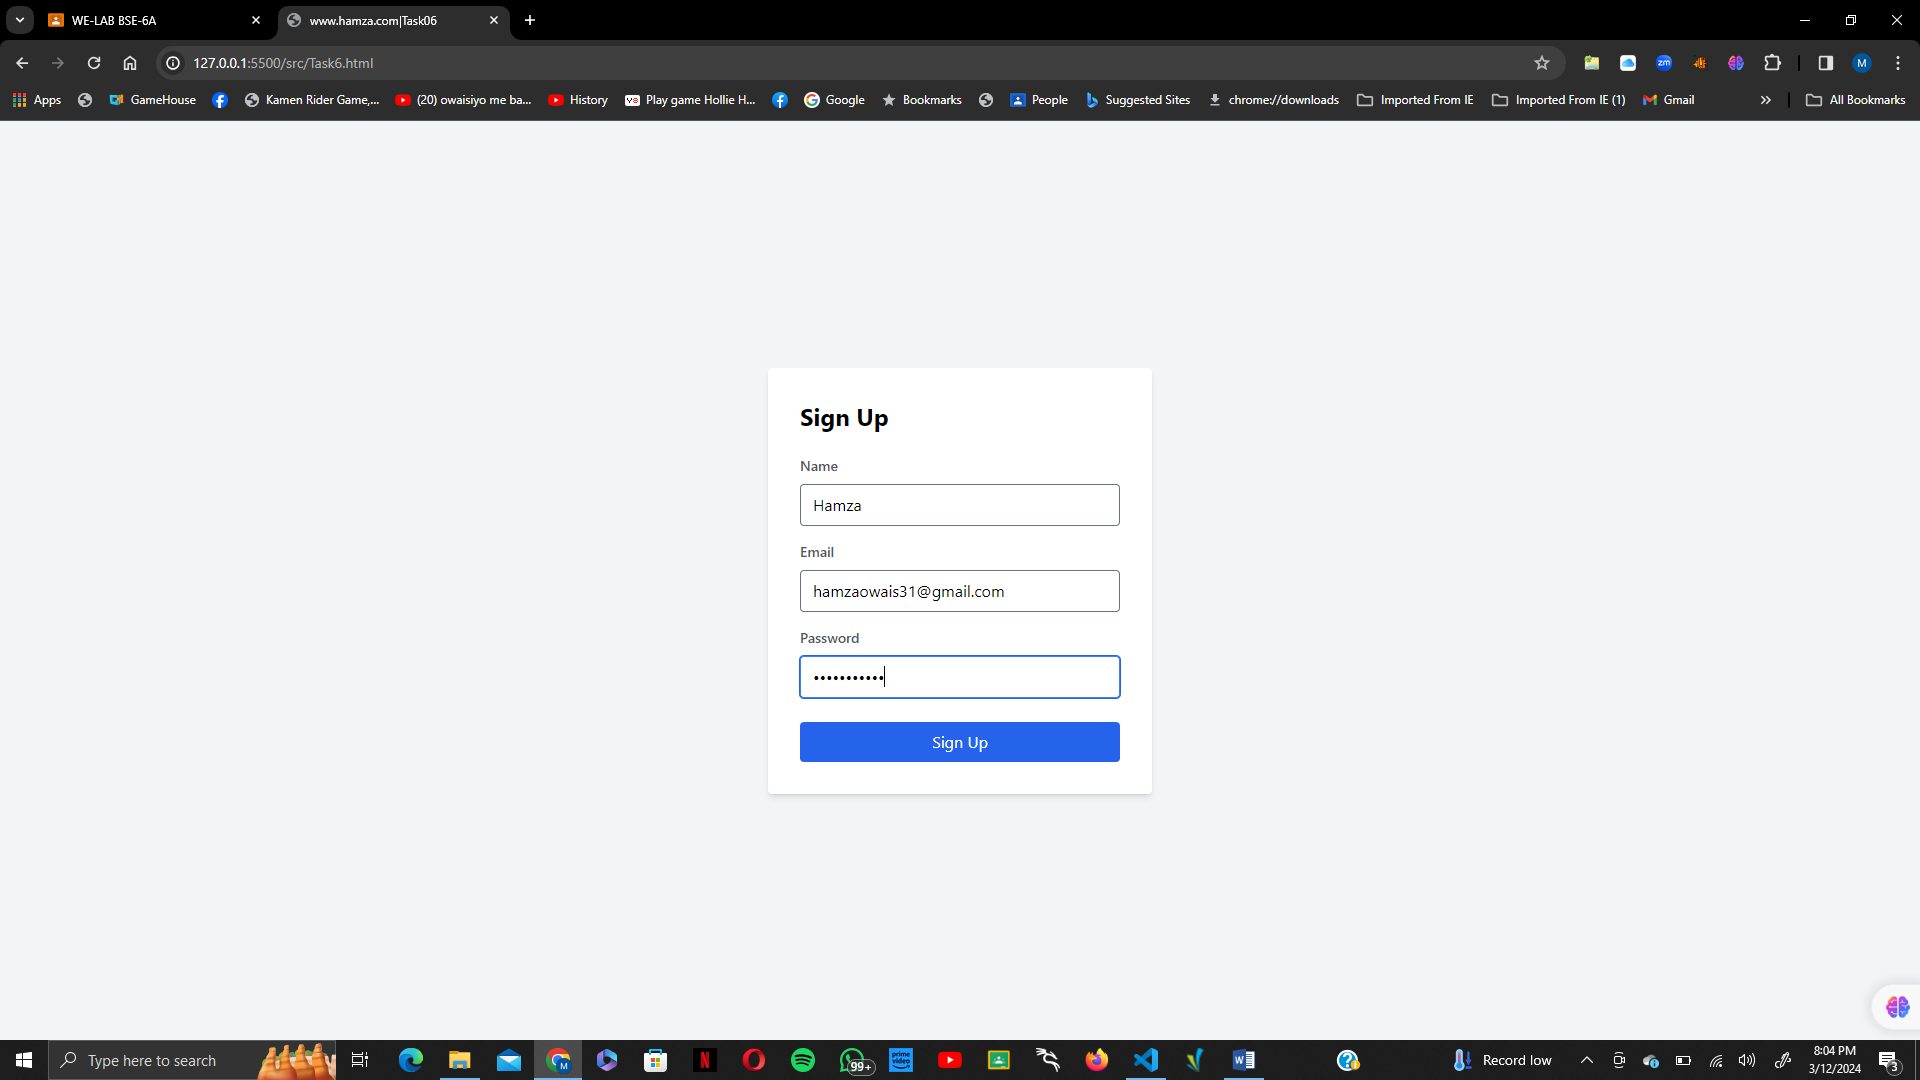 WE-LAB BSE-6A
www.hamza.com|Task06
127.0.0.1:5500/src/Task6.html
M
Apps
GameHouse
Kamen Rider Game,...
(20) owaisiyo me ba...
History
Play game Hollie H...
Google
Bookmarks
People
Suggested Sites
chrome://downloads
Imported From IE
Imported From IE (1)
Gmail
All Bookmarks
Sign Up
Name
Hamza
Email
hamzaowais31@gmail.com
Password
•••••••••••
Sign Up
Type here to search
99+
prime video
Record low
8:04 PM
3/12/2024
3